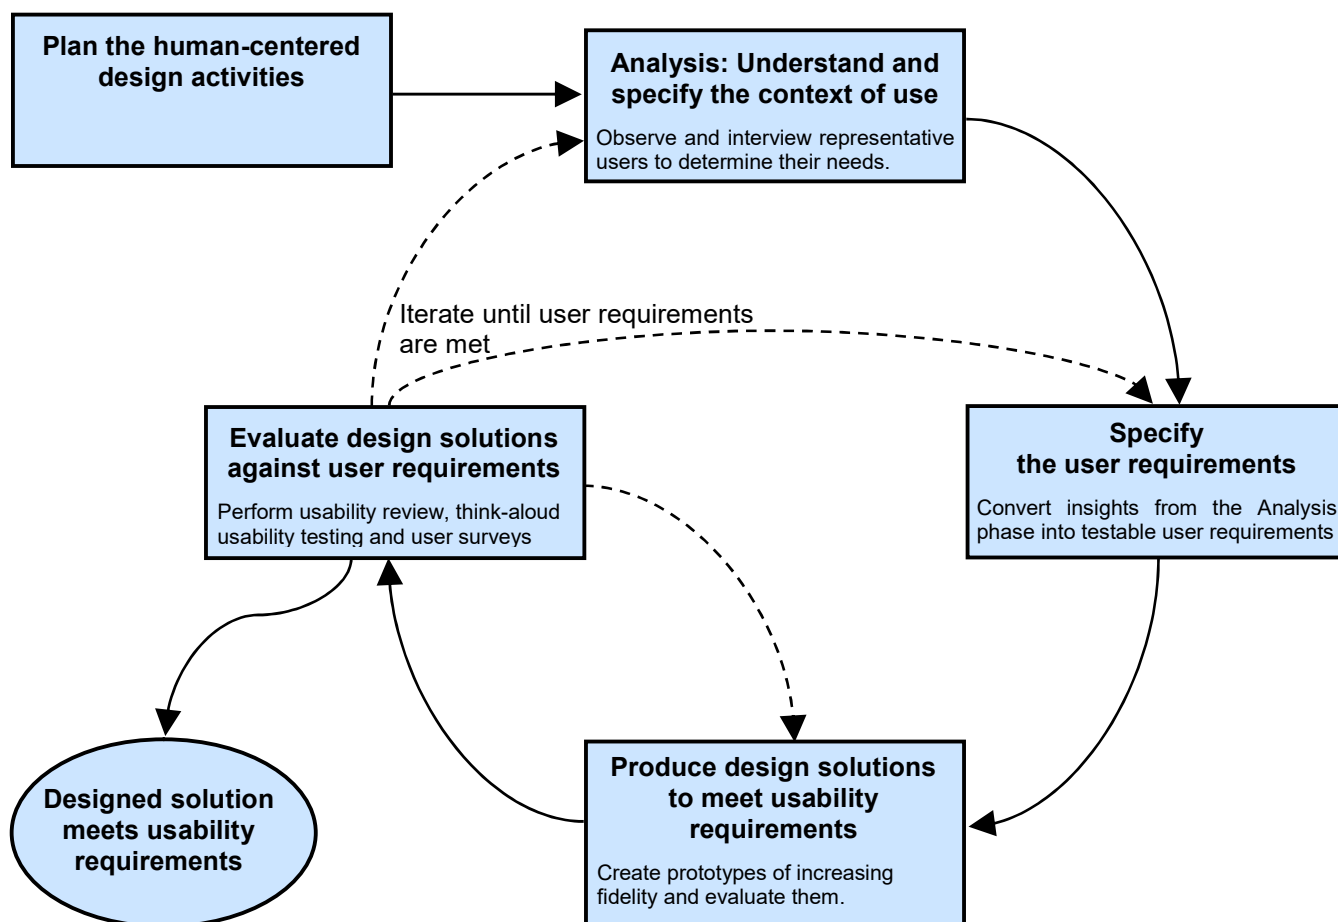 Plan the human-centered
design activities
Analysis: Understand and
specify the context of use
Observe and interview representative
users to determine their needs.
Iterate until user requirements
are met
Evaluate design solutions
against user requirements
Perform usability review, think-aloud
usability testing and user surveys
Specify
the user requirements
Convert insights from the Analysis
phase into testable user requirements
Designed solution
meets usability
requirements
Produce design solutions
to meet usability
requirements
Create prototypes of increasing
fidelity and evaluate them.